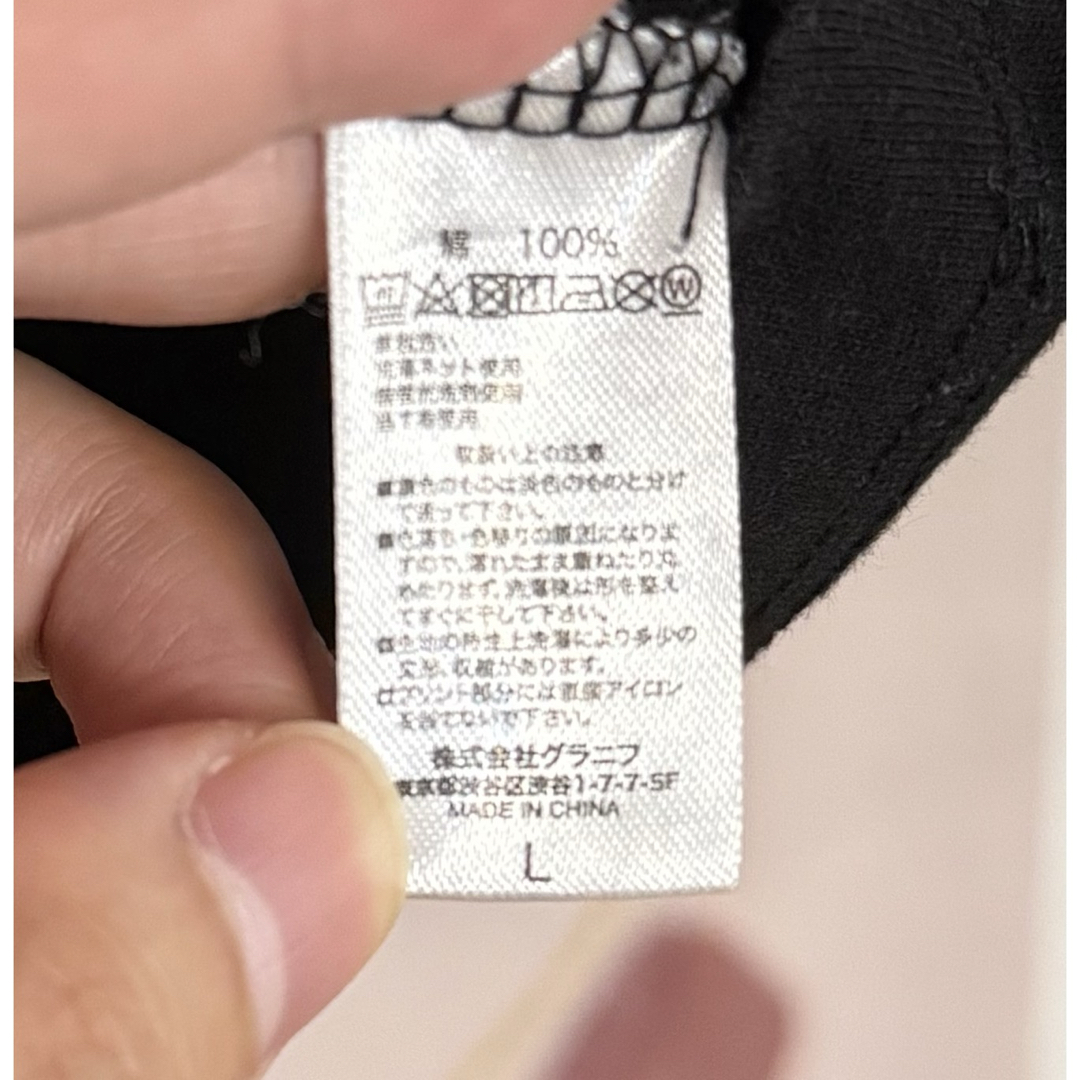 綿 100%
W
単独洗い
洗濯ネット使用
当て布使用
取扱い上の注意
濃色のものは淡色のものと分け
て洗って下さい。
色落ち・色移りの原因になりま
すので、濡れたまま重ねたり丸
めたりせず、洗濯後は形を整え
てすぐに干して下さい。
生地の特性上洗濯により多少の
変形、収縮があります。
プリント部分には直接アイロン
を当てないで下さい。
株式会社グラニフ
東京都渋谷区渋谷1-7-7-5F
MADE IN CHINA
L